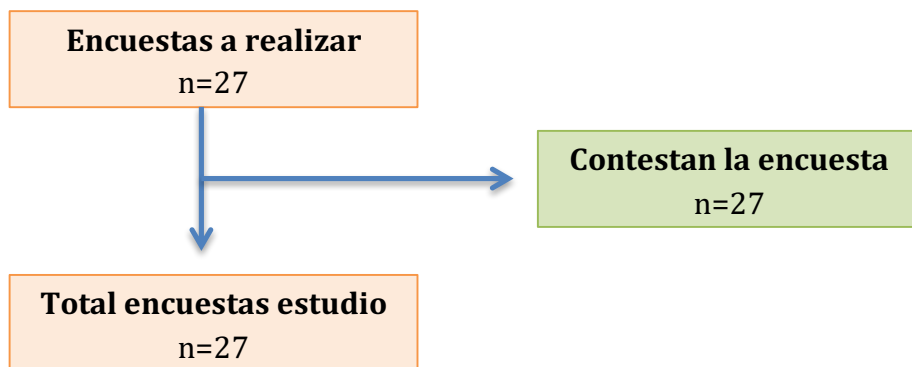 Encuestas a realizar
n=27
Contestan la encuesta
n=27
Total encuestas estudio
n=27